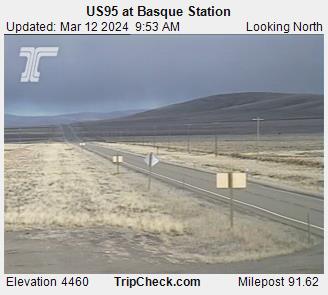 US95 at Basque Station
Updated: Mar 12 2024 9:53 AM Looking North
Elevation 4460 TripCheck.com Milepost 91.62